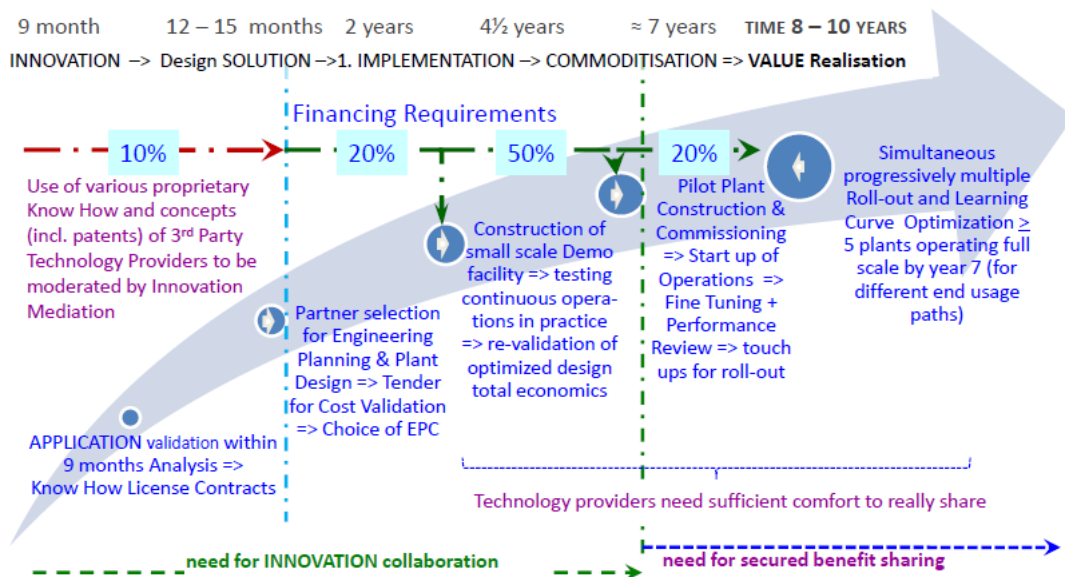 9 month 12 – 15 months 2 years 4½ years ≈ 7 years TIME 8 – 10 YEARS
INNOVATION –> Design SOLUTION –>1. IMPLEMENTATION –> COMMODITISATION => VALUE Realisation
Financing Requirements
10% 20% 50% 20%
Use of various proprietary
Know How and concepts
(incl. patents) of 3rd Party
Technology Providers to be
moderated by Innovation
Mediation
APPLICATION validation within
9 months Analysis =>
Know How License Contracts
Partner selection
for Engineering
Planning & Plant
Design => Tender
for Cost Validation
=> Choice of EPC
Construction of
small scale Demo
facility => testing
continuous opera-
tions in practice
=> re-validation of
optimized design
total economics
Pilot Plant
Construction &
Commissioning
=> Start up of
Operations =>
Fine Tuning +
Performance
Review => touch
ups for roll-out
Simultaneous
progressively multiple
Roll-out and Learning
Curve Optimization ≥
5 plants operating full
scale by year 7 (for
different end usage
paths)
Technology providers need sufficient comfort to really share
need for INNOVATION collaboration
need for secured benefit sharing